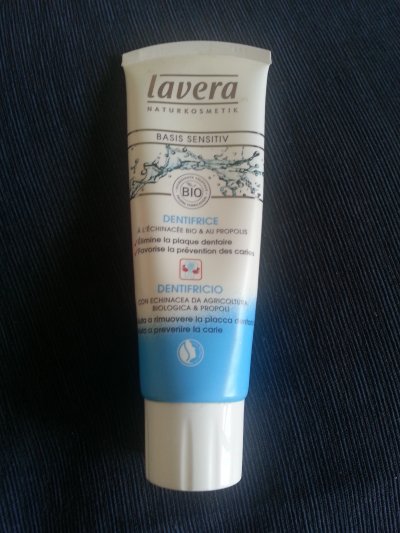 lavera
NATURKOSMETIK
BASIS SENSITIV
BIO
DENTIFRICE
À L'ÉCHINACÉE BIO & AU PROPOLIS
Élimine la plaque dentaire
Favorise la prévention des caries
DENTIFRICIO
CON ECHINACEA DA AGRICOLTURA
BIOLOGICA & PROPOLI
a rimuovere la placca
a prevenire la carie